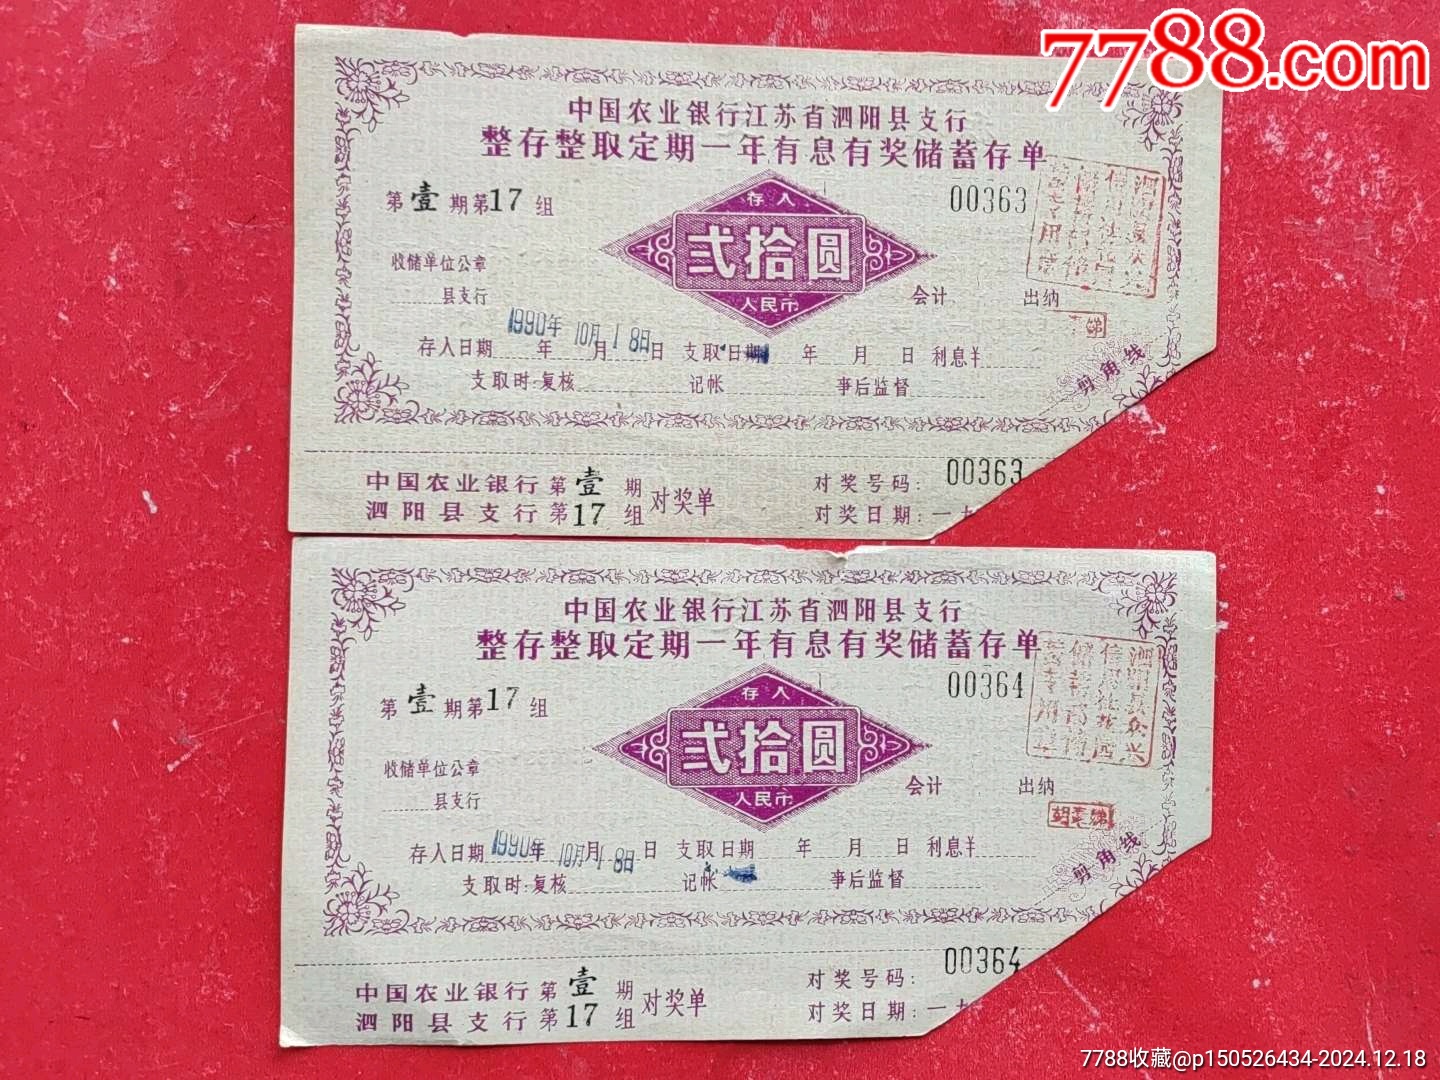 7788.com
中国农业银行江苏省泗阳县支行
整存整取定期一年有息有奖储蓄存单
第壹期第17组
00363
存入
贰拾圆
人民币
收储单位公章
县支行
会计 出纳
1990年 10月18日
存入日期 年 月 日 支取日期 年 月 日 利息￥
支取时:复核 记帐 事后监督
剪角线
中国农业银行 第壹期
泗阳县支行 第17组
对奖单
对奖号码: 00363
对奖日期:一九
中国农业银行江苏省泗阳县支行
整存整取定期一年有息有奖储蓄存单
第壹期第17组
00364
存入
贰拾圆
人民币
收储单位公章
县支行
会计 出纳
1990年 10月18日
存入日期 月 日 支取日期 年 月 日 利息￥
支取时:复核 记帐 事后监督
剪角线
中国农业银行 第壹期
泗阳县支行 第17组
对奖单
对奖号码: 00364
对奖日期:一九
7788收藏@p150526434-2024.12.18